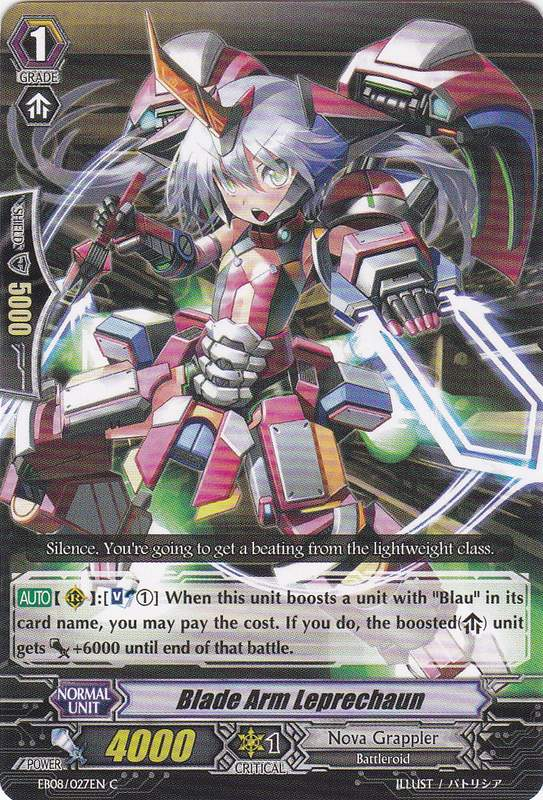 1
GRADE
SHIELD
5000
Silence. You're going to get a beating from the lightweight class.
AUTO【 】:[V ①] When this unit boosts a unit with "Blau" in its
card name, you may pay the cost. If you do, the boosted( ) unit
gets +6000 until end of that battle.
NORMAL
UNIT
Blade Arm Leprechaun
POWER
4000
1
CRITICAL
Nova Grappler
Battleroid
EB08/027EN C
ILLUST / パトリシア